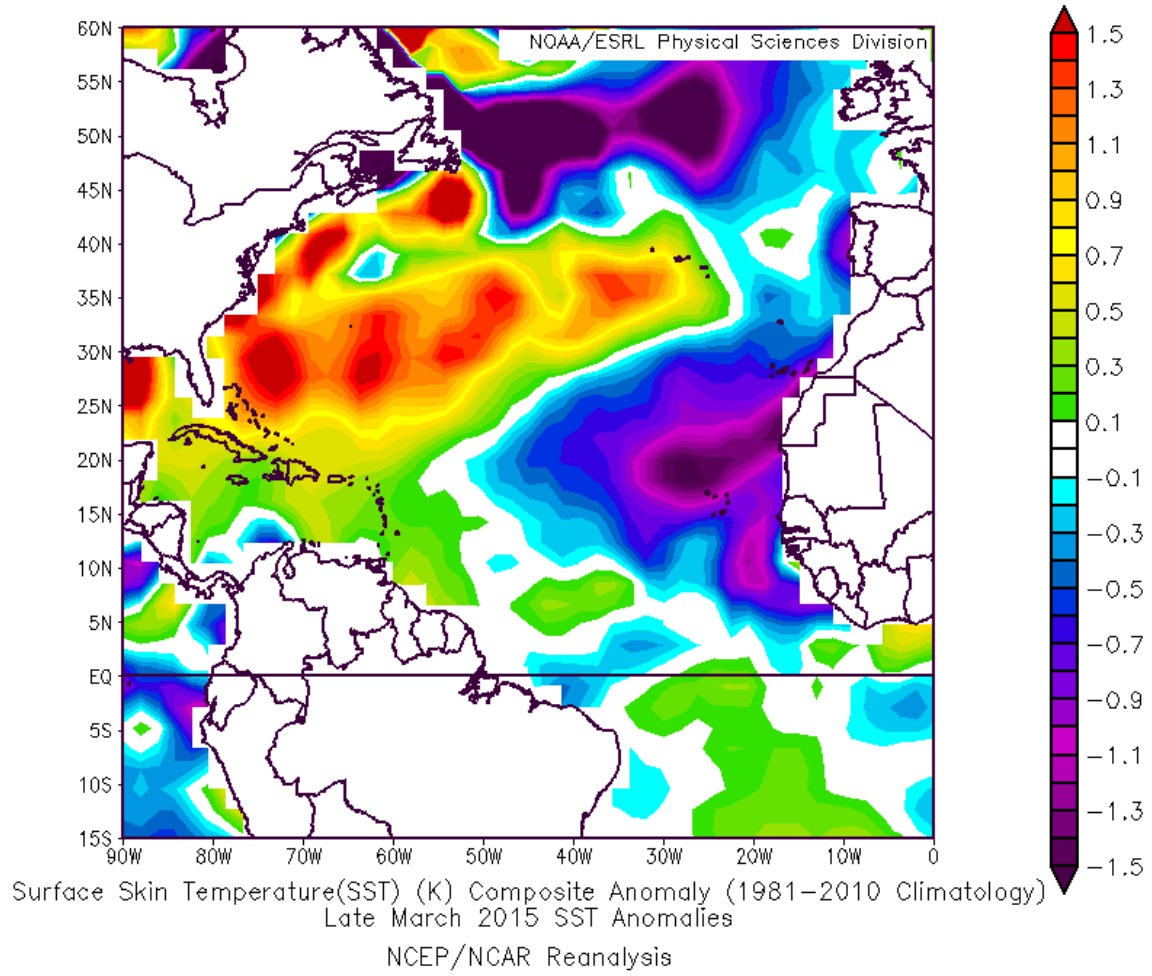 60N
NOAA/ESRL Physical Sciences Division
55N
50N
45N
40N
35N
30N
25N
20N
15N
10N
5N
EQ
5S
10S
15S
90W 80W 70W 60W 50W 40W 30W 20W 10W 0
1.5
1.3
1.1
0.9
0.7
0.5
0.3
0.1
−0.1
−0.3
−0.5
−0.7
−0.9
−1.1
−1.3
−1.5
Surface Skin Temperature(SST) (K) Composite Anomaly (1981−2010 Climatology)
Late March 2015 SST Anomalies
NCEP/NCAR Reanalysis